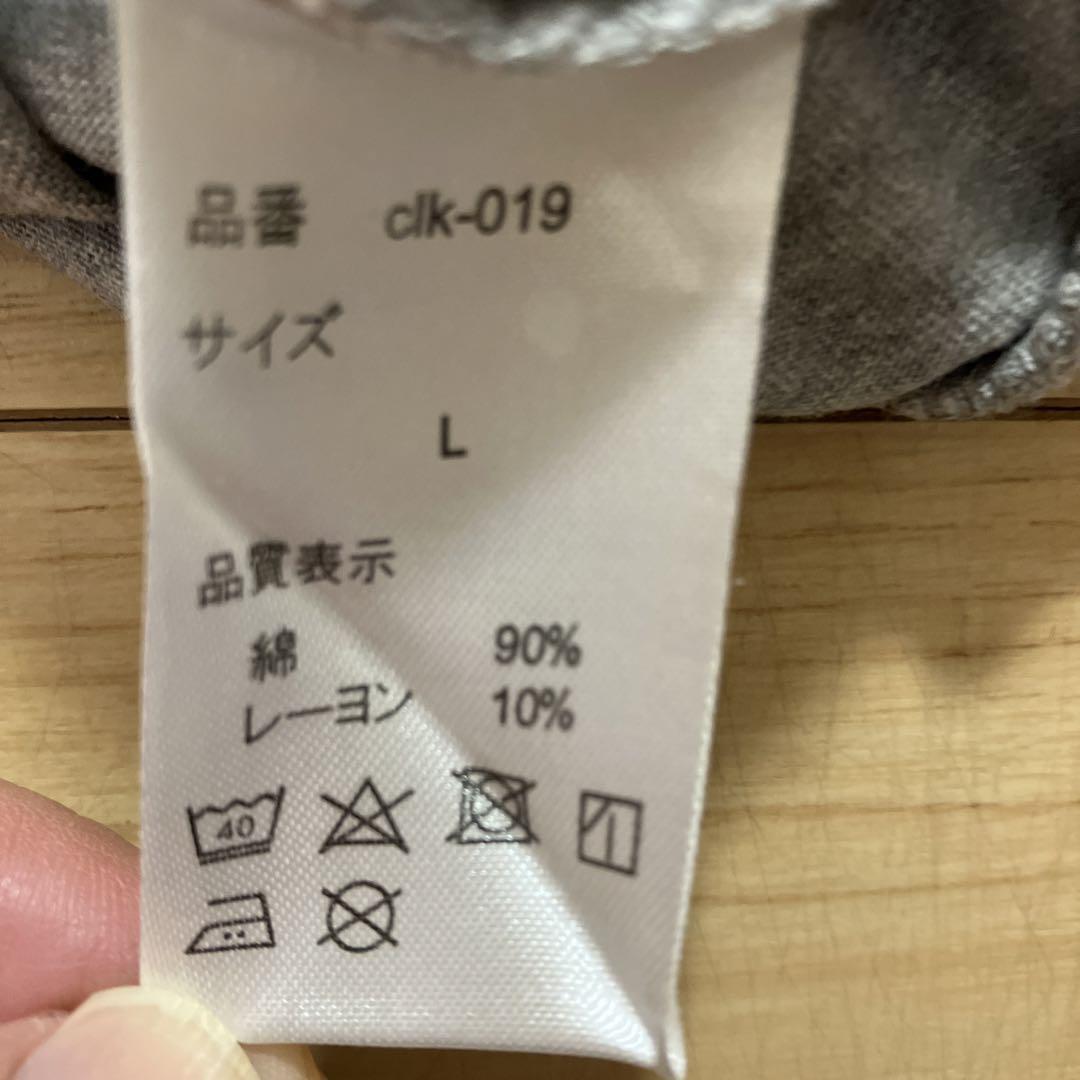 品番 clk-019
サイズ
L
品質表示
綿 90%
レーヨン 10%
40